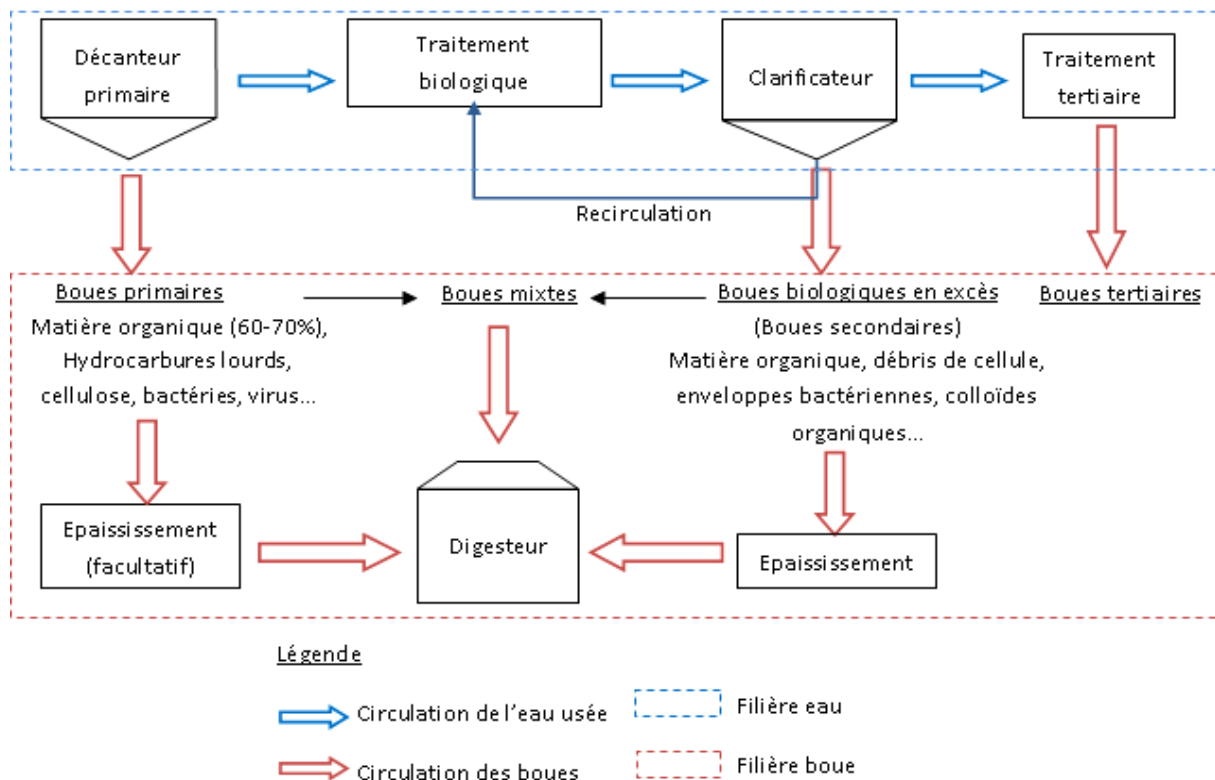 Décanteur
primaire
Traitement
biologique
Clarificateur
Traitement
tertiaire
Recirculation
Boues primaires
Matière organique (60-70%),
Hydrocarbures lourds,
cellulose, bactéries, virus...
Boues mixtes
Boues biologiques en excès
(Boues secondaires)
Matière organique, débris de cellule,
enveloppes bactériennes, colloïdes
organiques...
Boues tertiaires
Epaississement
(facultatif)
Digesteur
Epaississement
Légende
Circulation de l'eau usée
Filière eau
Circulation des boues
Filière boue